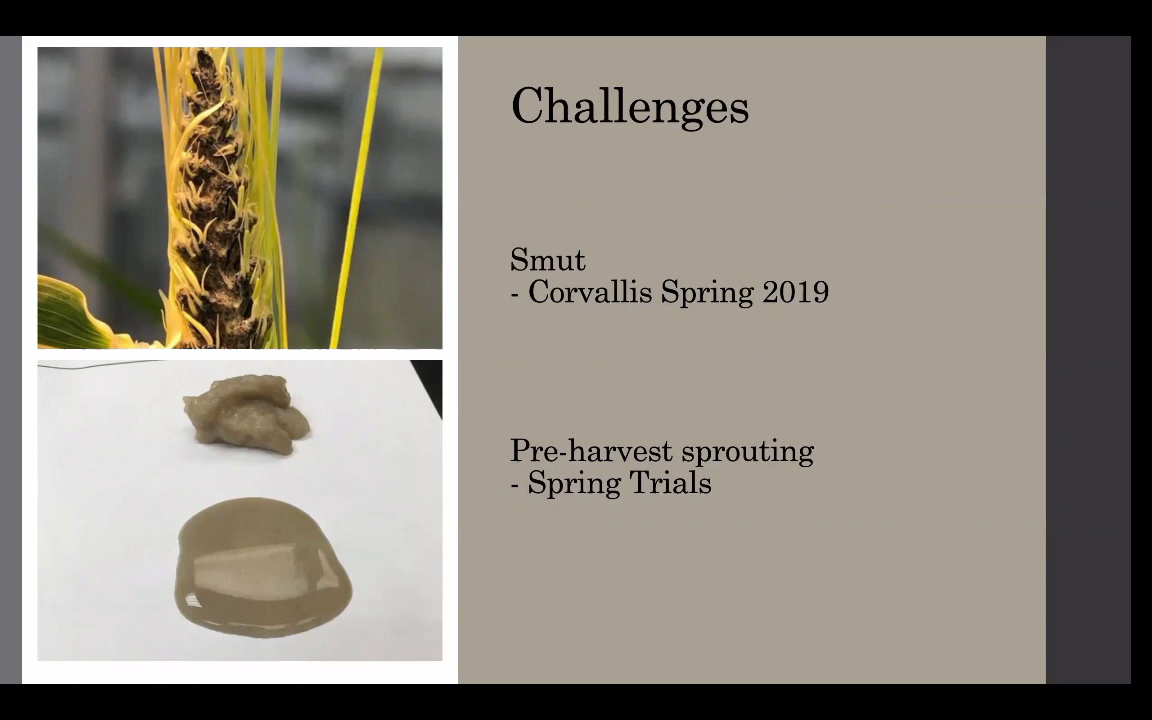 Challenges
Smut
- Corvallis Spring 2019
Pre-harvest sprouting
- Spring Trials